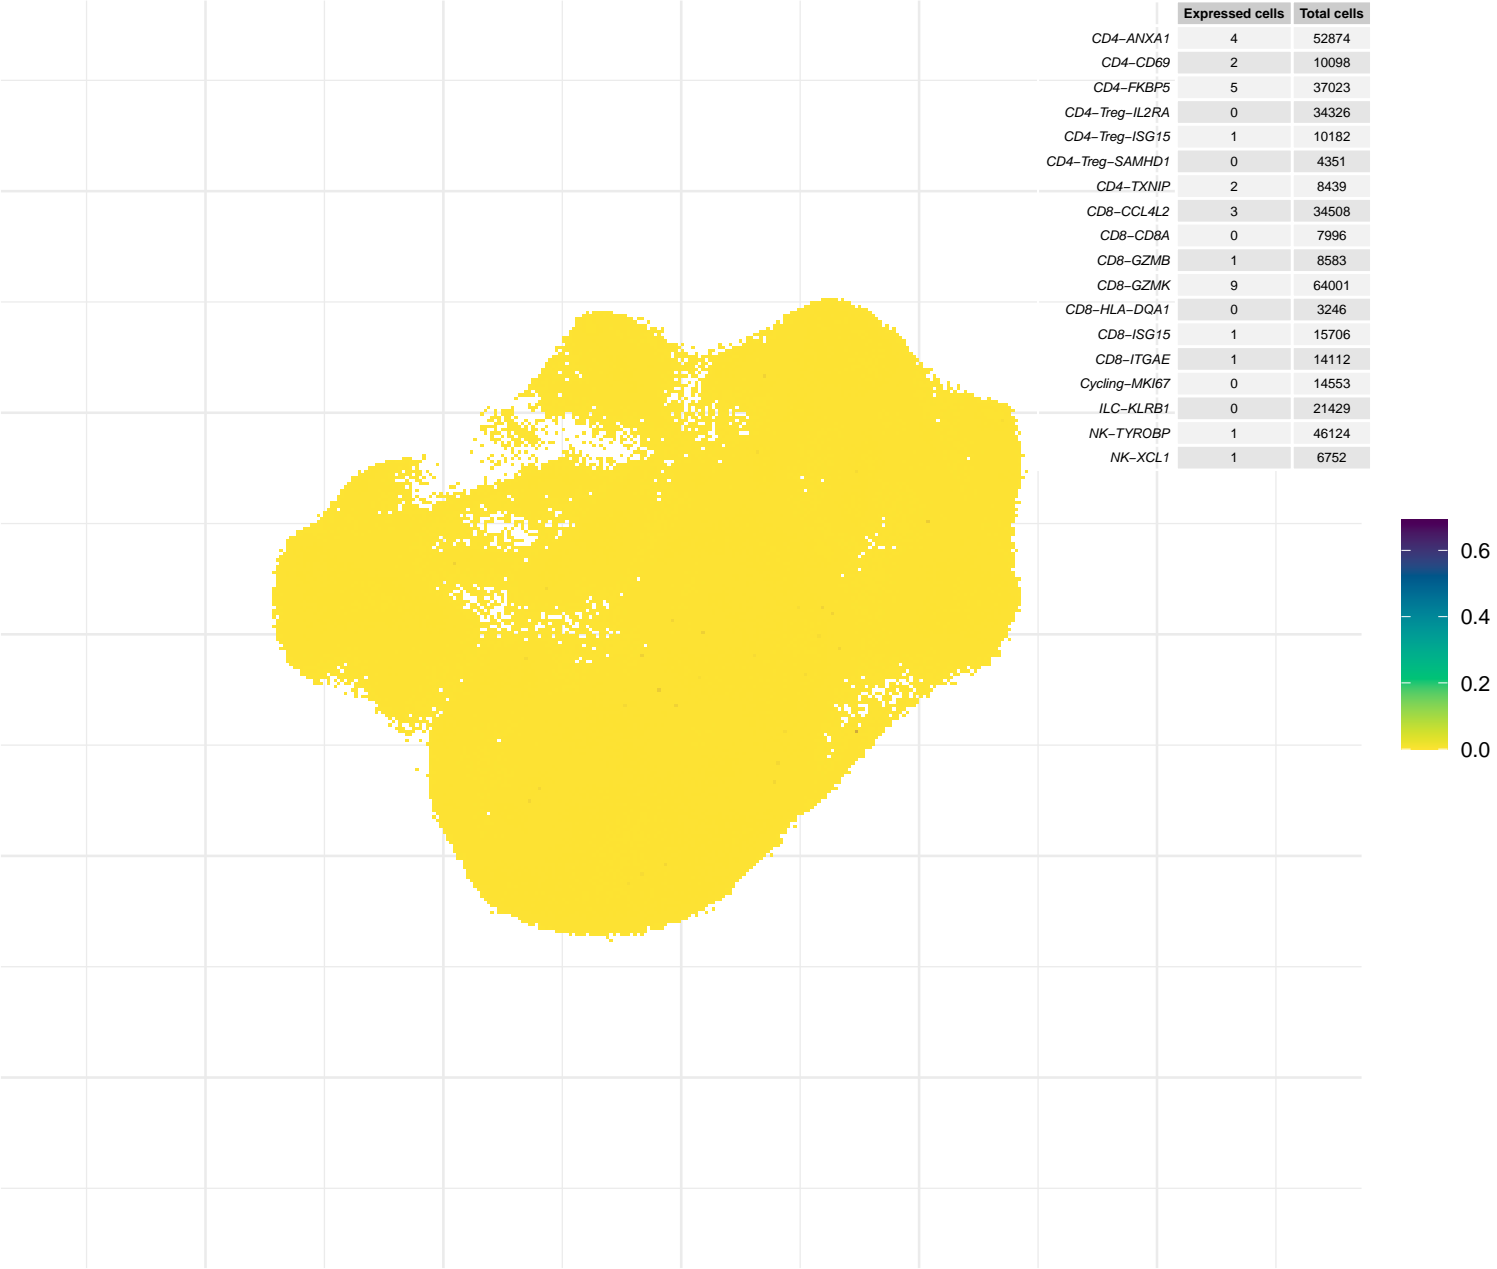 Expressed cells Total cells
CD4−ANXA1 4 52874
CD4−CD69 2 10098
CD4−FKBP5 5 37023
CD4−Treg−IL2RA 0 34326
CD4−Treg−ISG15 1 10182
CD4−Treg−SAMHD1 0 4351
CD4−TXNIP 2 8439
CD8−CCL4L2 3 34508
CD8−CD8A 0 7996
CD8−GZMB 1 8583
CD8−GZMK 9 64001
CD8−HLA−DQA1 0 3246
CD8−ISG15 1 15706
CD8−ITGAE 1 14112
Cycling−MKI67 0 14553
ILC−KLRB1 0 21429
NK−TYROBP 1 46124
NK−XCL1 1 6752
0.6
0.4
0.2
0.0